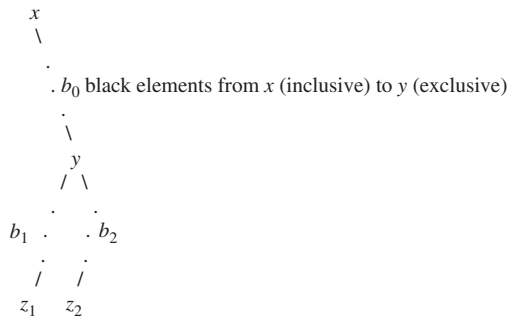 x
\
.
. b₀ black elements from x (inclusive) to y (exclusive)
.
\
y
/ \
. .
b₁ . . b₂
. .
/ /
z₁ z₂